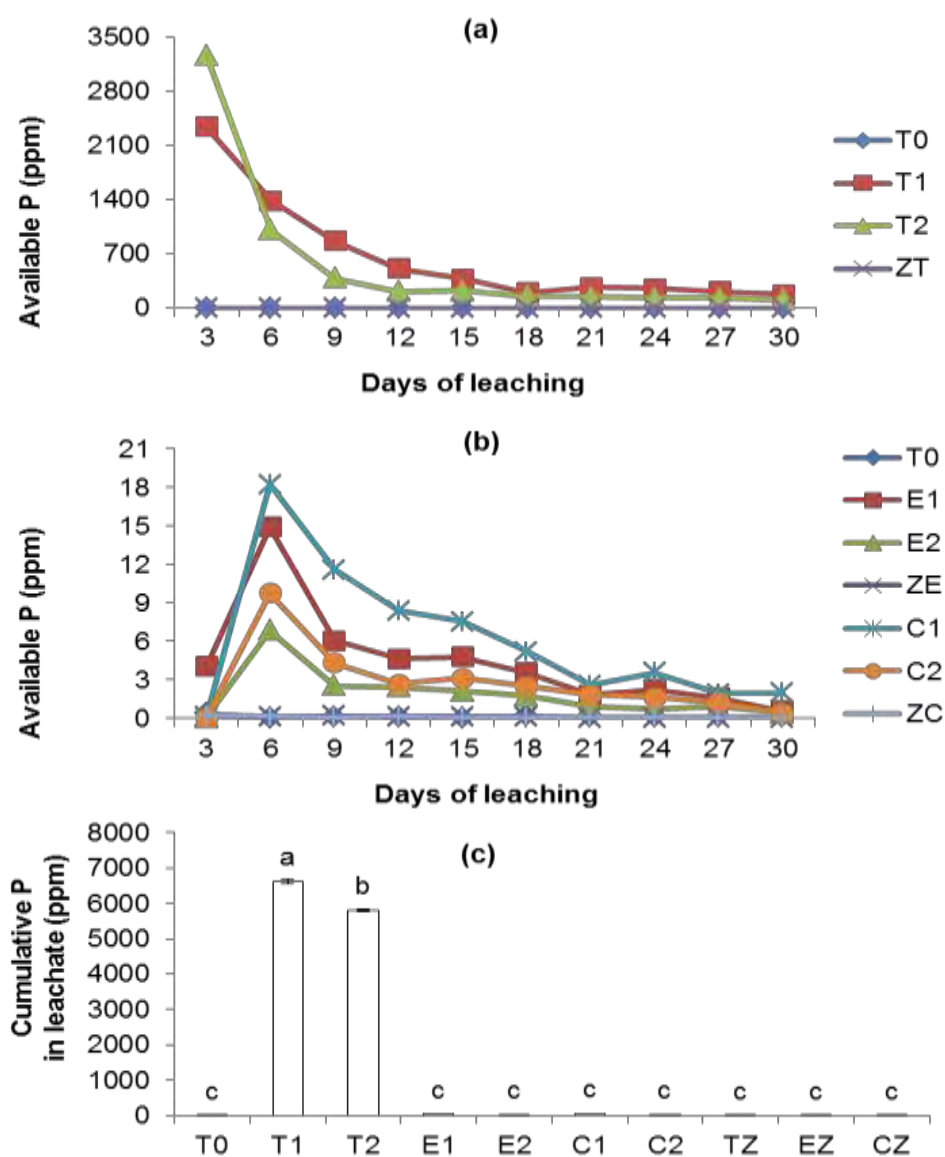 (a)
3500
2800
2100
1400
700
0
Available P (ppm)
3 6 9 12 15 18 21 24 27 30
Days of leaching
T0
T1
T2
ZT
(b)
21
18
15
12
9
6
3
0
Available P (ppm)
3 6 9 12 15 18 21 24 27 30
Days of leaching
T0
E1
E2
ZE
C1
C2
ZC
(c)
8000
7000
6000
5000
4000
3000
2000
1000
0
Cumulative P
in leachate (ppm)
c a b c c c c c c c
T0 T1 T2 E1 E2 C1 C2 TZ EZ CZ